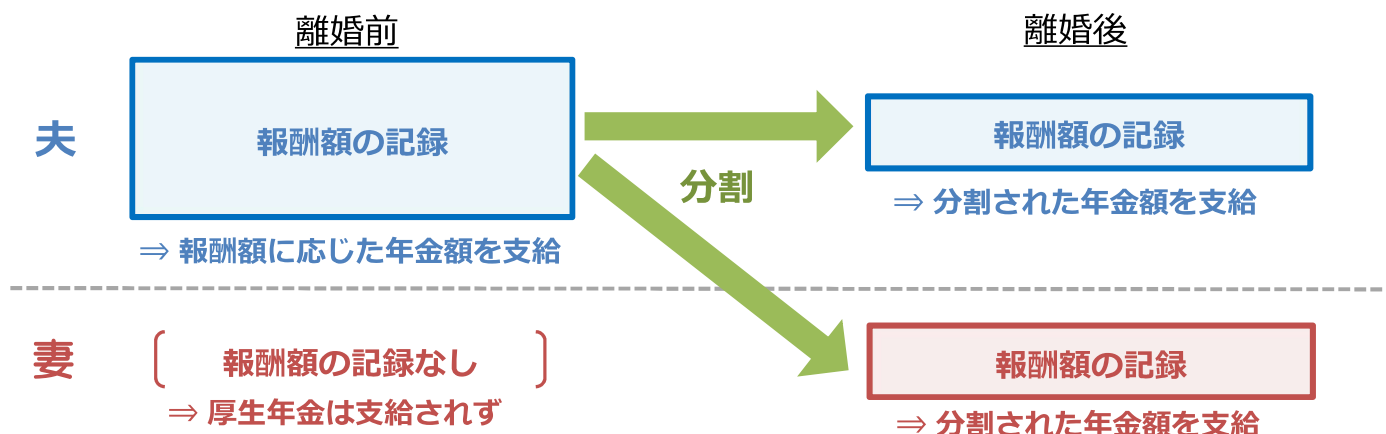 離婚前
離婚後
夫
報酬額の記録
報酬額の記録
分割
⇒ 分割された年金額を支給
⇒ 報酬額に応じた年金額を支給
妻
報酬額の記録なし
報酬額の記録
⇒ 厚生年金は支給されず
⇒ 分割された年金額を支給